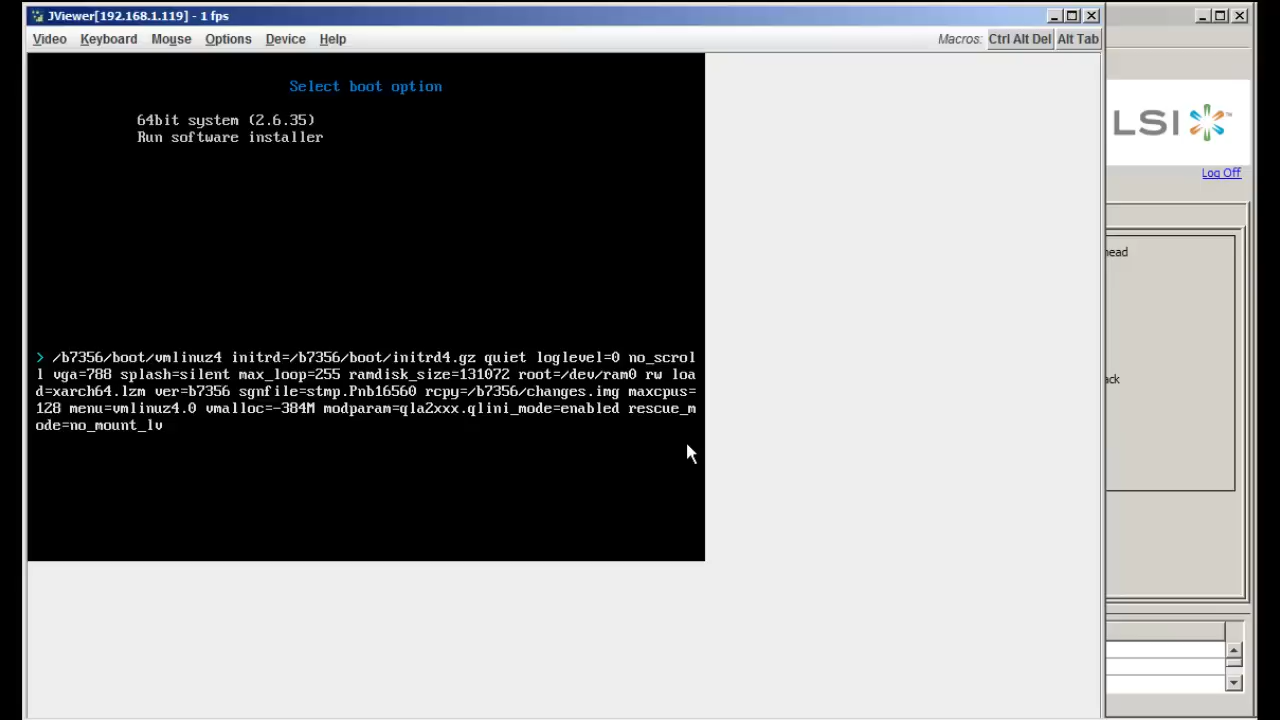 JViewer[192.168.1.119] - 1 fps
Video Keyboard Mouse Options Device Help Macros: Ctrl Alt Del Alt Tab
Select boot option
64bit system (2.6.35)
Run software installer
> /b7356/boot/vmlinuz4 initrd=/b7356/boot/initrd4.gz quiet loglevel=0 no_scrol
l vga=788 splash=silent max_loop=255 ramdisk_size=131072 root=/dev/ram0 rw loa
d=xarch64.lzm ver=b7356 sgnfile=stmp.Pnb16560 rcpy=/b7356/changes.img maxcpus=
128 menu=vmlinuz4.0 vmalloc=-384M modparam=qla2xxx.qlini_mode=enabled rescue_m
ode=no_mount_lv
LSI
Log Off